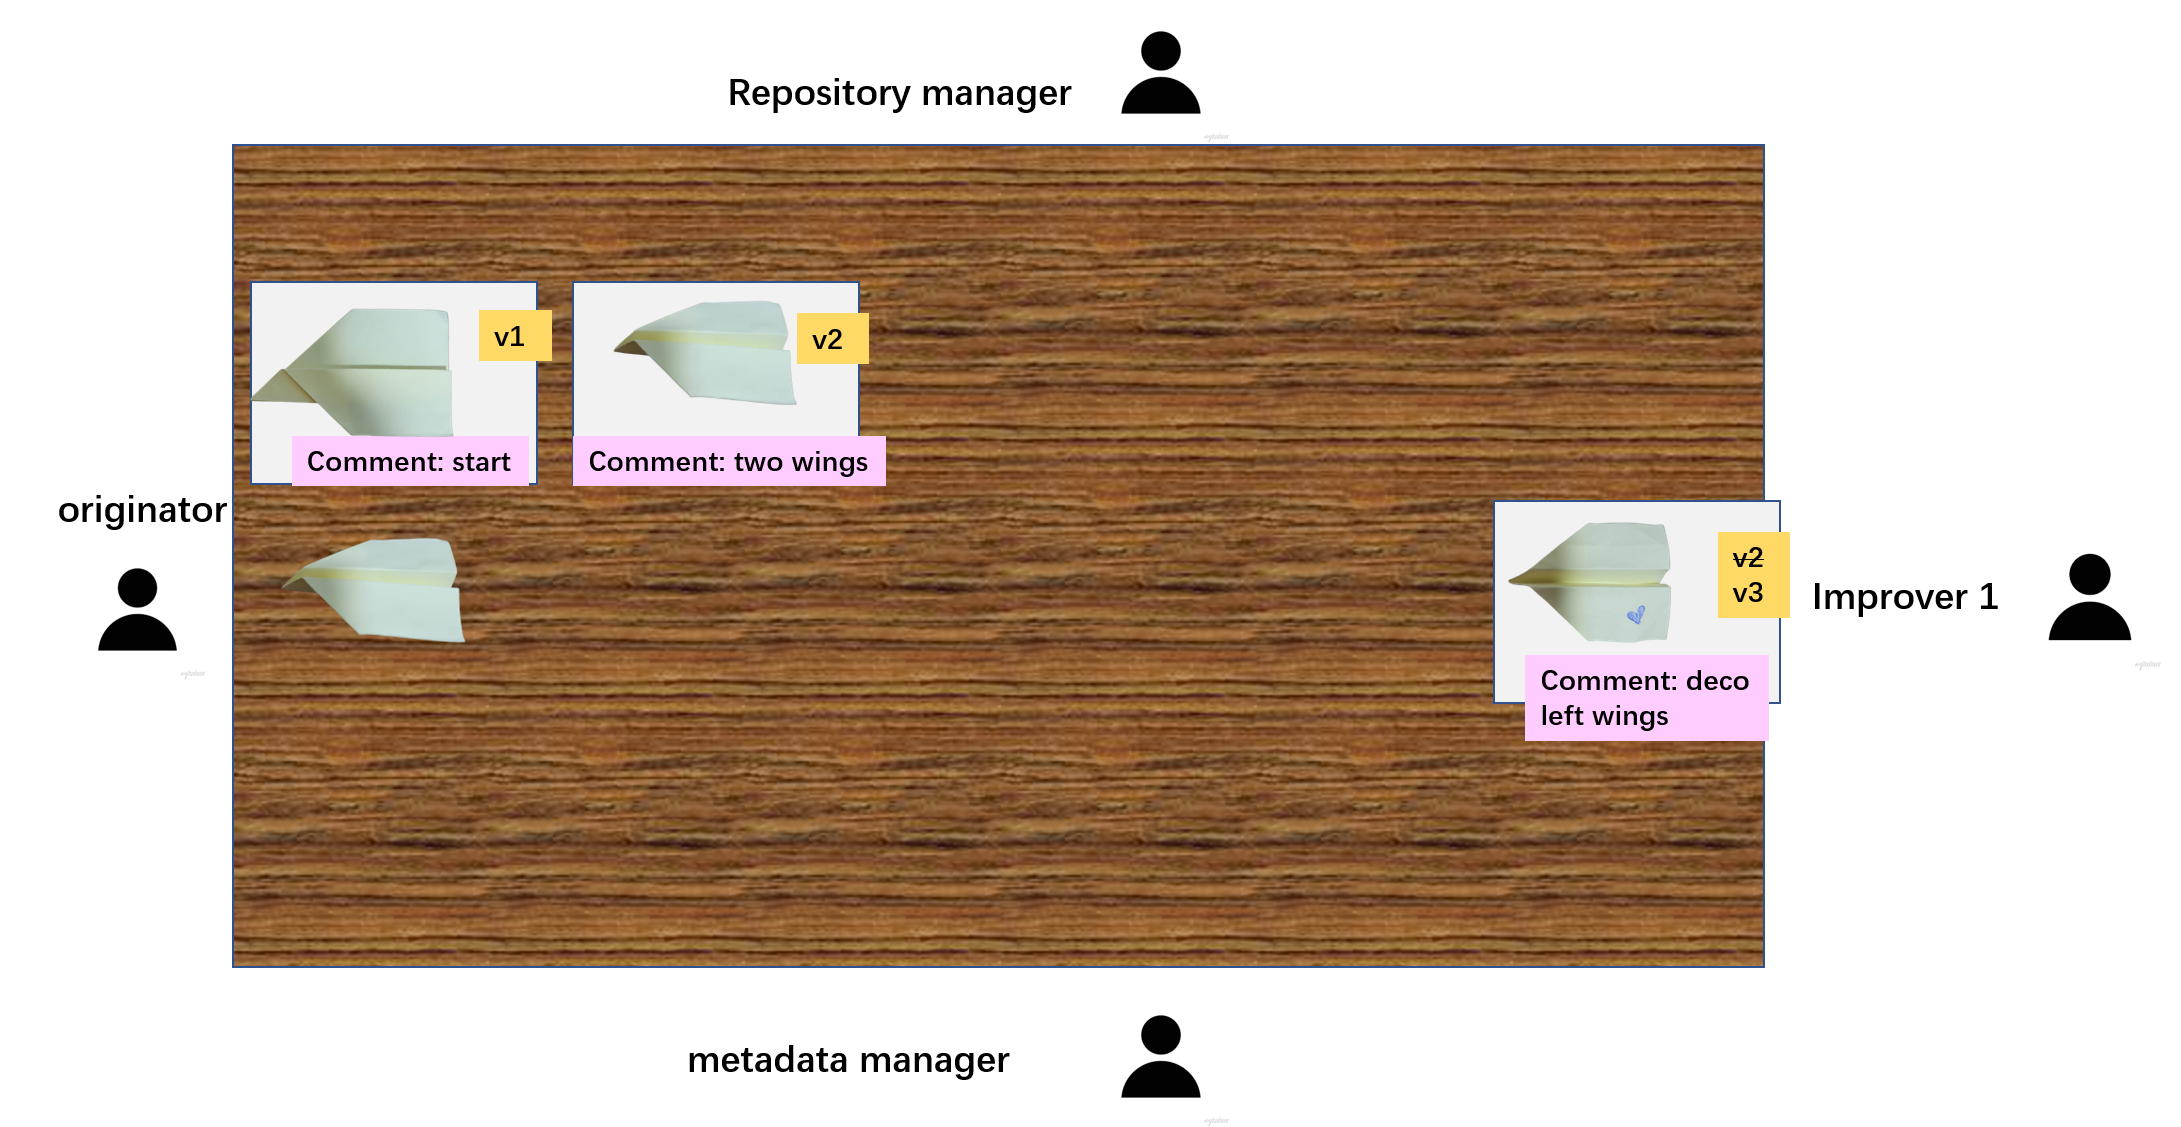 Repository manager
v1
v2
Comment: start
Comment: two wings
originator
v2
v3
Improver 1
Comment: deco
left wings
metadata manager